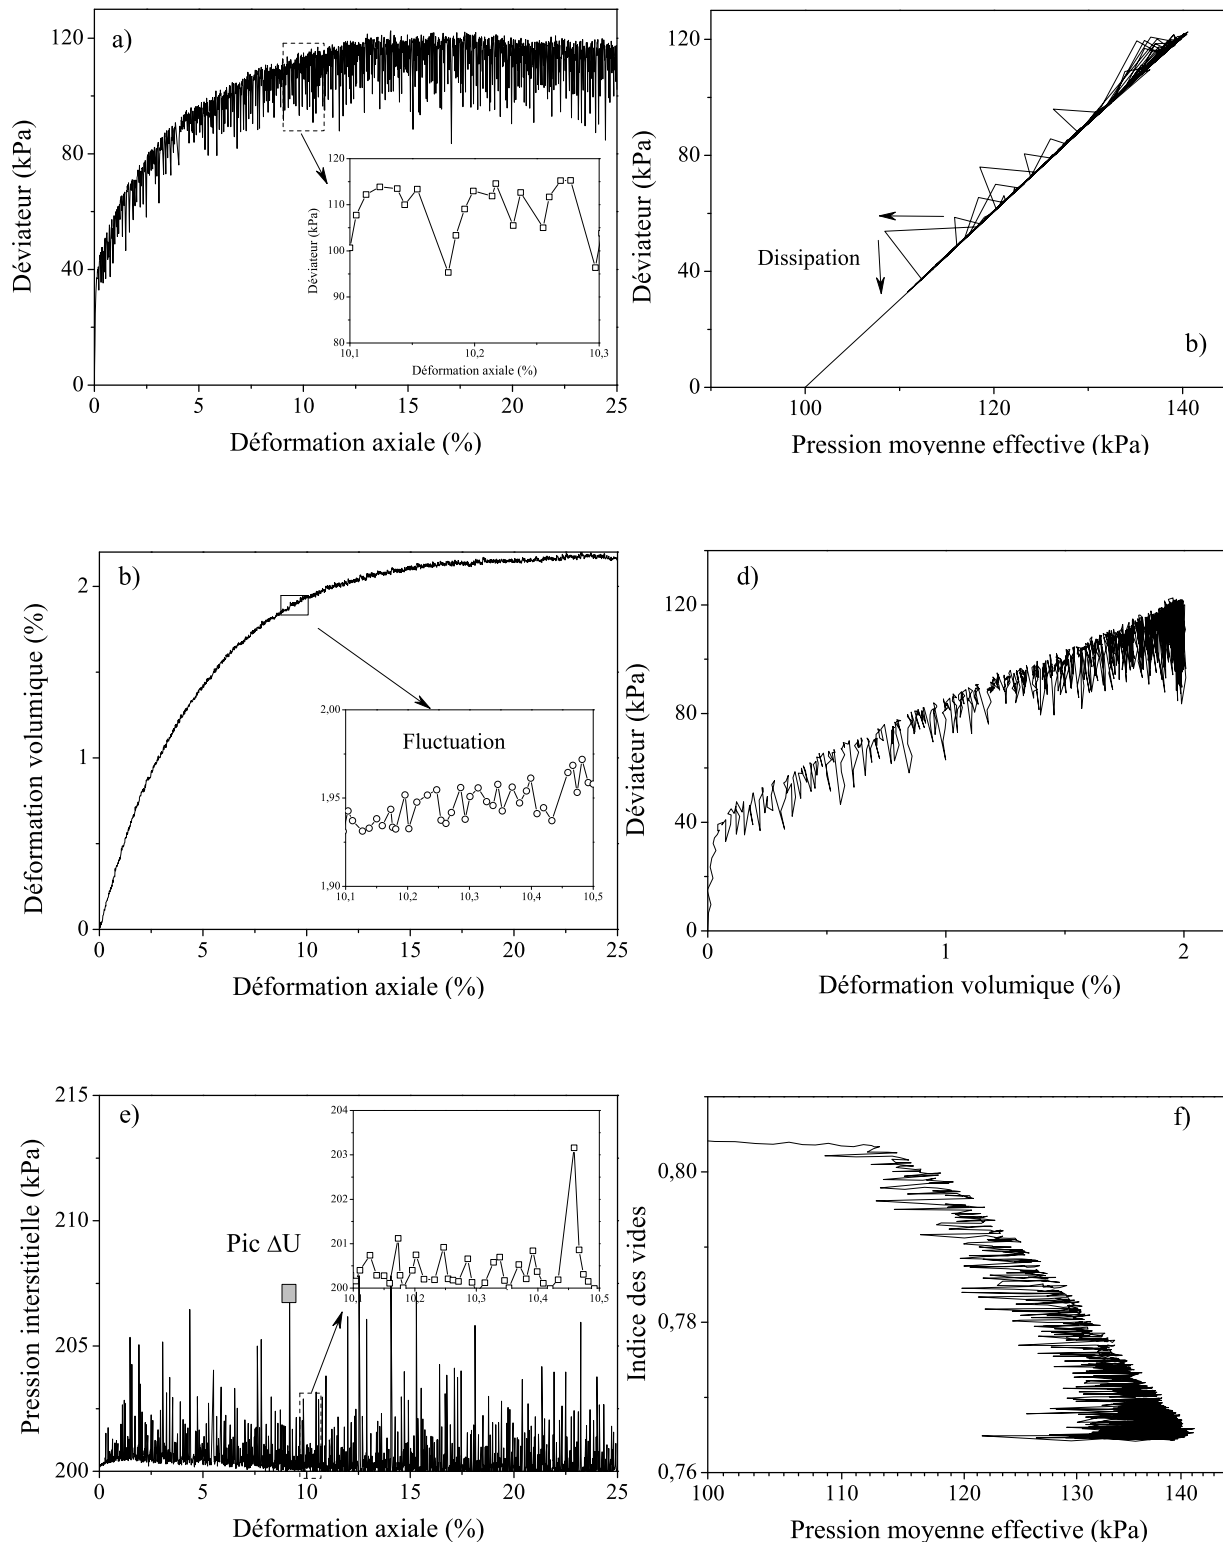 a)
Déviateur (kPa)
120
80
40
0
0 5 10 15 20 25
Déformation axiale (%)
Déviateur (kPa)
120
110
100
90
80
10,1 10,2 10,3
Déformation axiale (%)
b)
Déviateur (kPa)
120
80
40
0
Dissipation
100 120 140
Pression moyenne effective (kPa)
b)
Déformation volumique (%)
2
1
0
0 5 10 15 20 25
Déformation axiale (%)
Fluctuation
2,00
1,95
1,90
10,1 10,2 10,3 10,4 10,5
d)
Déviateur (kPa)
120
80
40
0
0 1 2
Déformation volumique (%)
e)
Pression interstitielle (kPa)
215
210
205
200
0 5 10 15 20 25
Déformation axiale (%)
Pic ΔU
204
203
202
201
200
10,1 10,2 10,3 10,4 10,5
f)
Indice des vides
0,80
0,78
0,76
100 110 120 130 140
Pression moyenne effective (kPa)